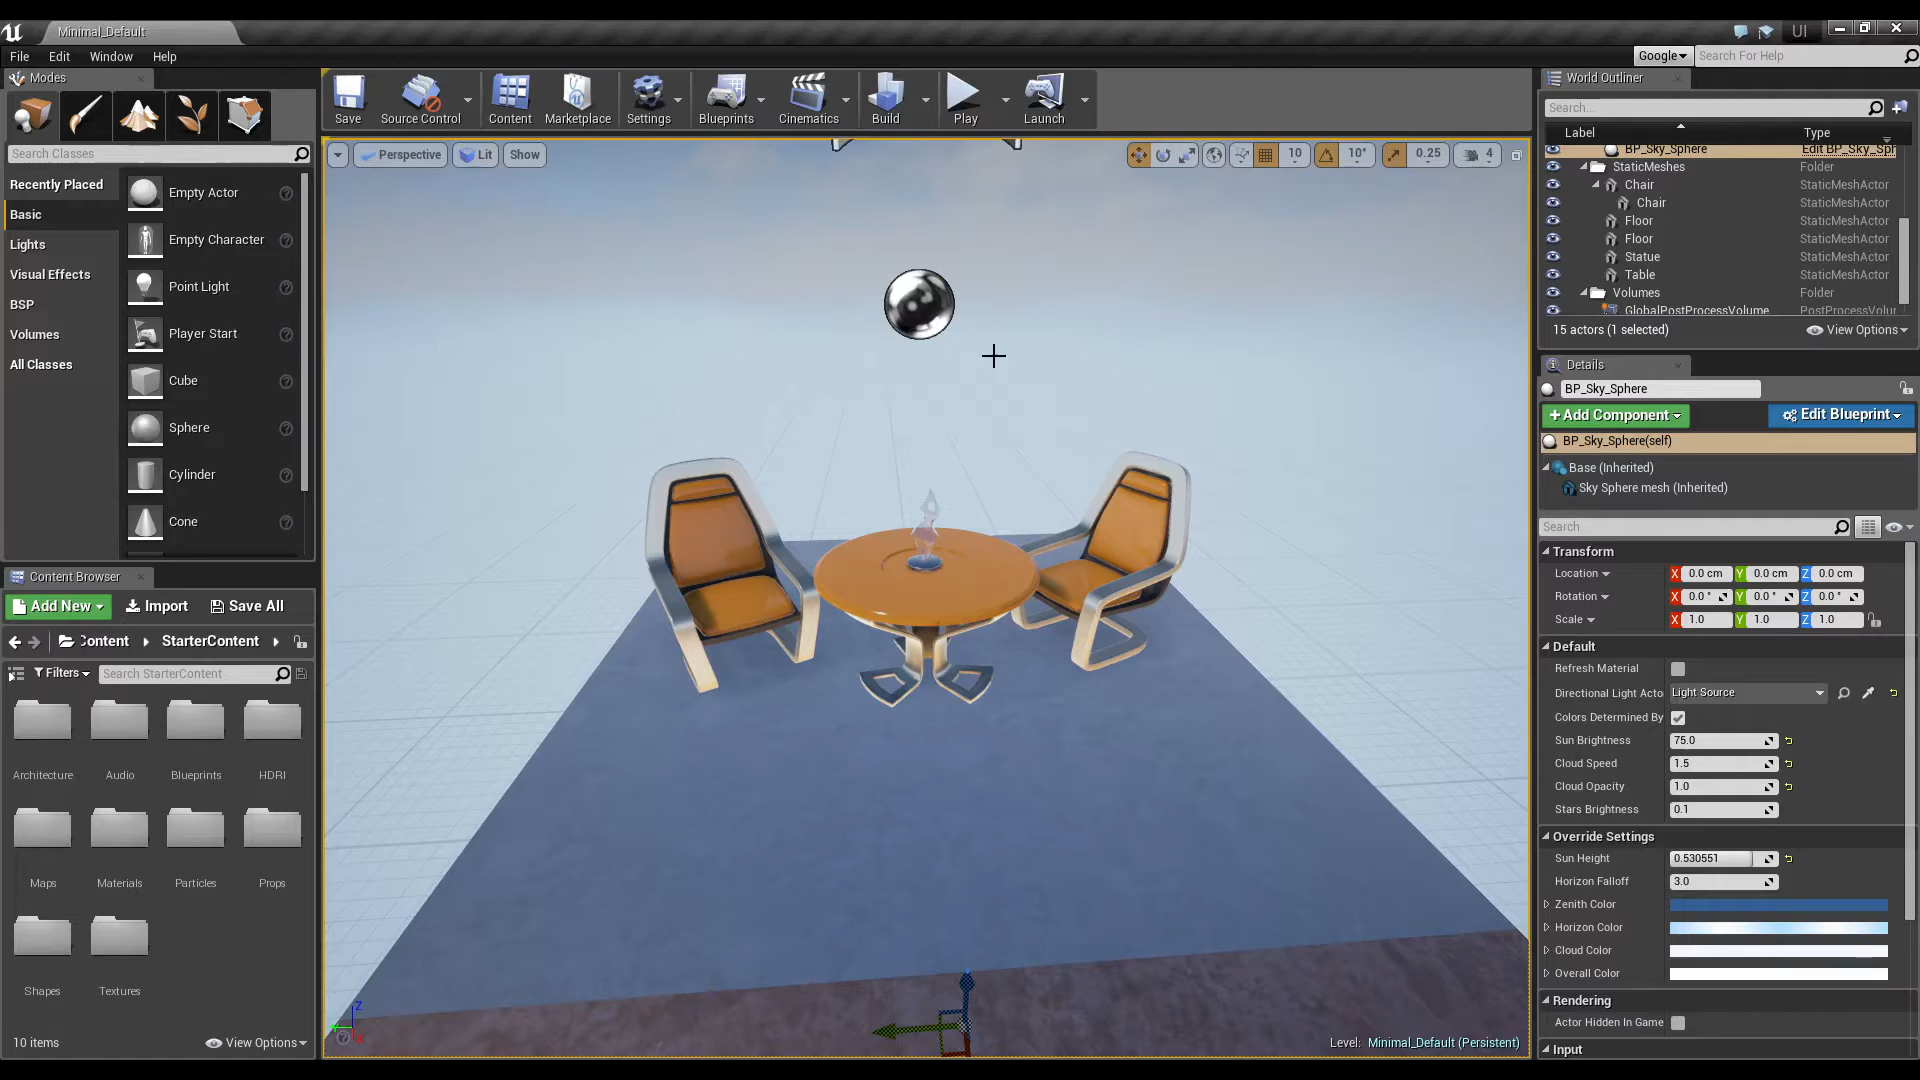 Minimal_Default
UI
File Edit Window Help
Google
Search For Help
Modes
Search Classes
Recently Placed
Basic
Lights
Visual Effects
BSP
Volumes
All Classes
Empty Actor
Empty Character
Point Light
Player Start
Cube
Sphere
Cylinder
Cone
Save
Source Control
Content
Marketplace
Settings
Blueprints
Cinematics
Build
Play
Launch
Perspective
Lit
Show
10
10°
0.25
4
Level: Minimal_Default (Persistent)
Content Browser
Add New
Import
Save All
Content
StarterContent
Filters
Search StarterContent
Architecture
Audio
Blueprints
HDRI
Maps
Materials
Particles
Props
Shapes
Textures
10 items
View Options
World Outliner
Search...
Label Type
BP_Sky_Sphere Edit BP_Sky_Sph
StaticMeshes Folder
Chair StaticMeshActor
Chair StaticMeshActor
Floor StaticMeshActor
Floor StaticMeshActor
Statue StaticMeshActor
Table StaticMeshActor
Volumes Folder
GlobalPostProcessVolume PostProcessVolur
15 actors (1 selected)
View Options
Details
BP_Sky_Sphere
+Add Component
Edit Blueprint
BP_Sky_Sphere(self)
Base (Inherited)
Sky Sphere mesh (Inherited)
Search
Transform
Location X 0.0 cm Y 0.0 cm Z 0.0 cm
Rotation X 0.0 ° Y 0.0 ° Z 0.0 °
Scale X 1.0 Y 1.0 Z 1.0
Default
Refresh Material
Directional Light Acto Light Source
Colors Determined By
Sun Brightness 75.0
Cloud Speed 1.5
Cloud Opacity 1.0
Stars Brightness 0.1
Override Settings
Sun Height 0.530551
Horizon Falloff 3.0
Zenith Color
Horizon Color
Cloud Color
Overall Color
Rendering
Actor Hidden In Game
Input